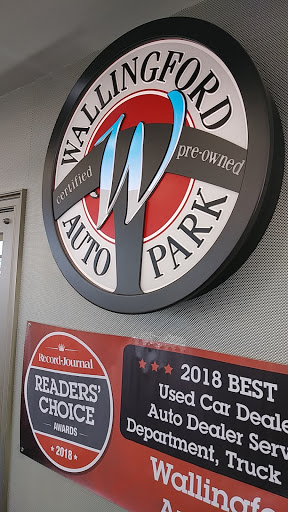 WALLINGFORD
certified
W
pre-owned
AUTO PARK
Record-Journal
READERS'
CHOICE
AWARDS
2018
★★★ 2018 BEST
Used Car Deale
Auto Dealer Serv
Department, Truck
Wallingfo